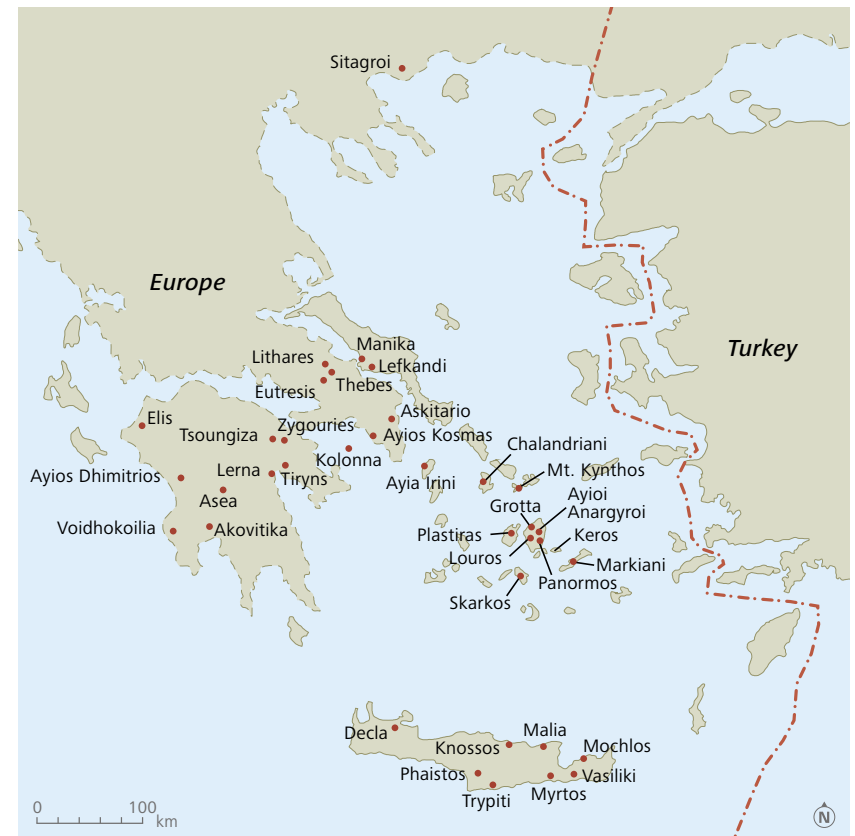 Sitagroi
Europe
Turkey
Manika
Lithares
Lefkandi
Thebes
Eutresis
Elis
Askitario
Zygouries
Tsoungiza
Ayios Kosmas
Chalandriani
Kolonna
Ayios Dhimitrios
Lerna
Tiryns
Mt. Kynthos
Ayia Irini
Asea
Grotta
Ayioi
Anargyroi
Voidhokoilia
Akovitika
Plastiras
Keros
Louros
Markiani
Panormos
Skarkos
Decla
Malia
Knossos
Mochlos
Phaistos
Vasiliki
Trypiti
Myrtos
0 100
km
N